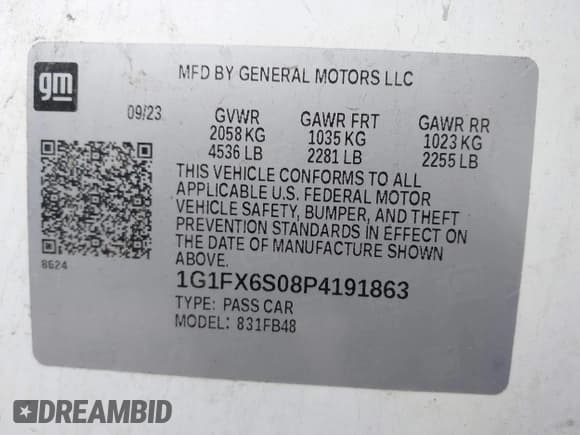 gm
MFD BY GENERAL MOTORS LLC
09/23
GVWR GAWR FRT GAWR RR
2058 KG 1035 KG 1023 KG
4536 LB 2281 LB 2255 LB
THIS VEHICLE CONFORMS TO ALL
APPLICABLE U.S. FEDERAL MOTOR
VEHICLE SAFETY, BUMPER, AND THEFT
PREVENTION STANDARDS IN EFFECT ON
THE DATE OF MANUFACTURE SHOWN
ABOVE.
8624
1G1FX6S08P4191863
TYPE: PASS CAR
MODEL: 831FB48
DREAMBID